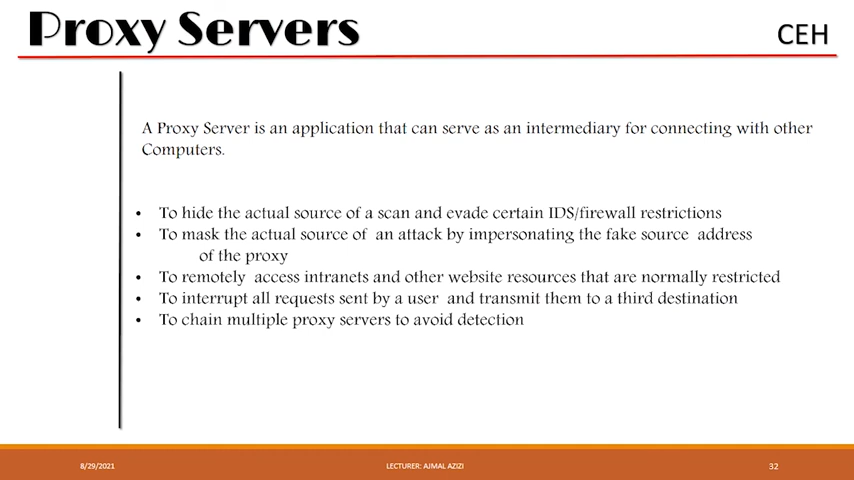 Proxy Servers
CEH
A Proxy Server is an application that can serve as an intermediary for connecting with other
Computers.
• To hide the actual source of a scan and evade certain IDS/firewall restrictions
• To mask the actual source of an attack by impersonating the fake source address
of the proxy
• To remotely access intranets and other website resources that are normally restricted
• To interrupt all requests sent by a user and transmit them to a third destination
• To chain multiple proxy servers to avoid detection
8/29/2021
LECTURER: AJMAL AZIZI
32